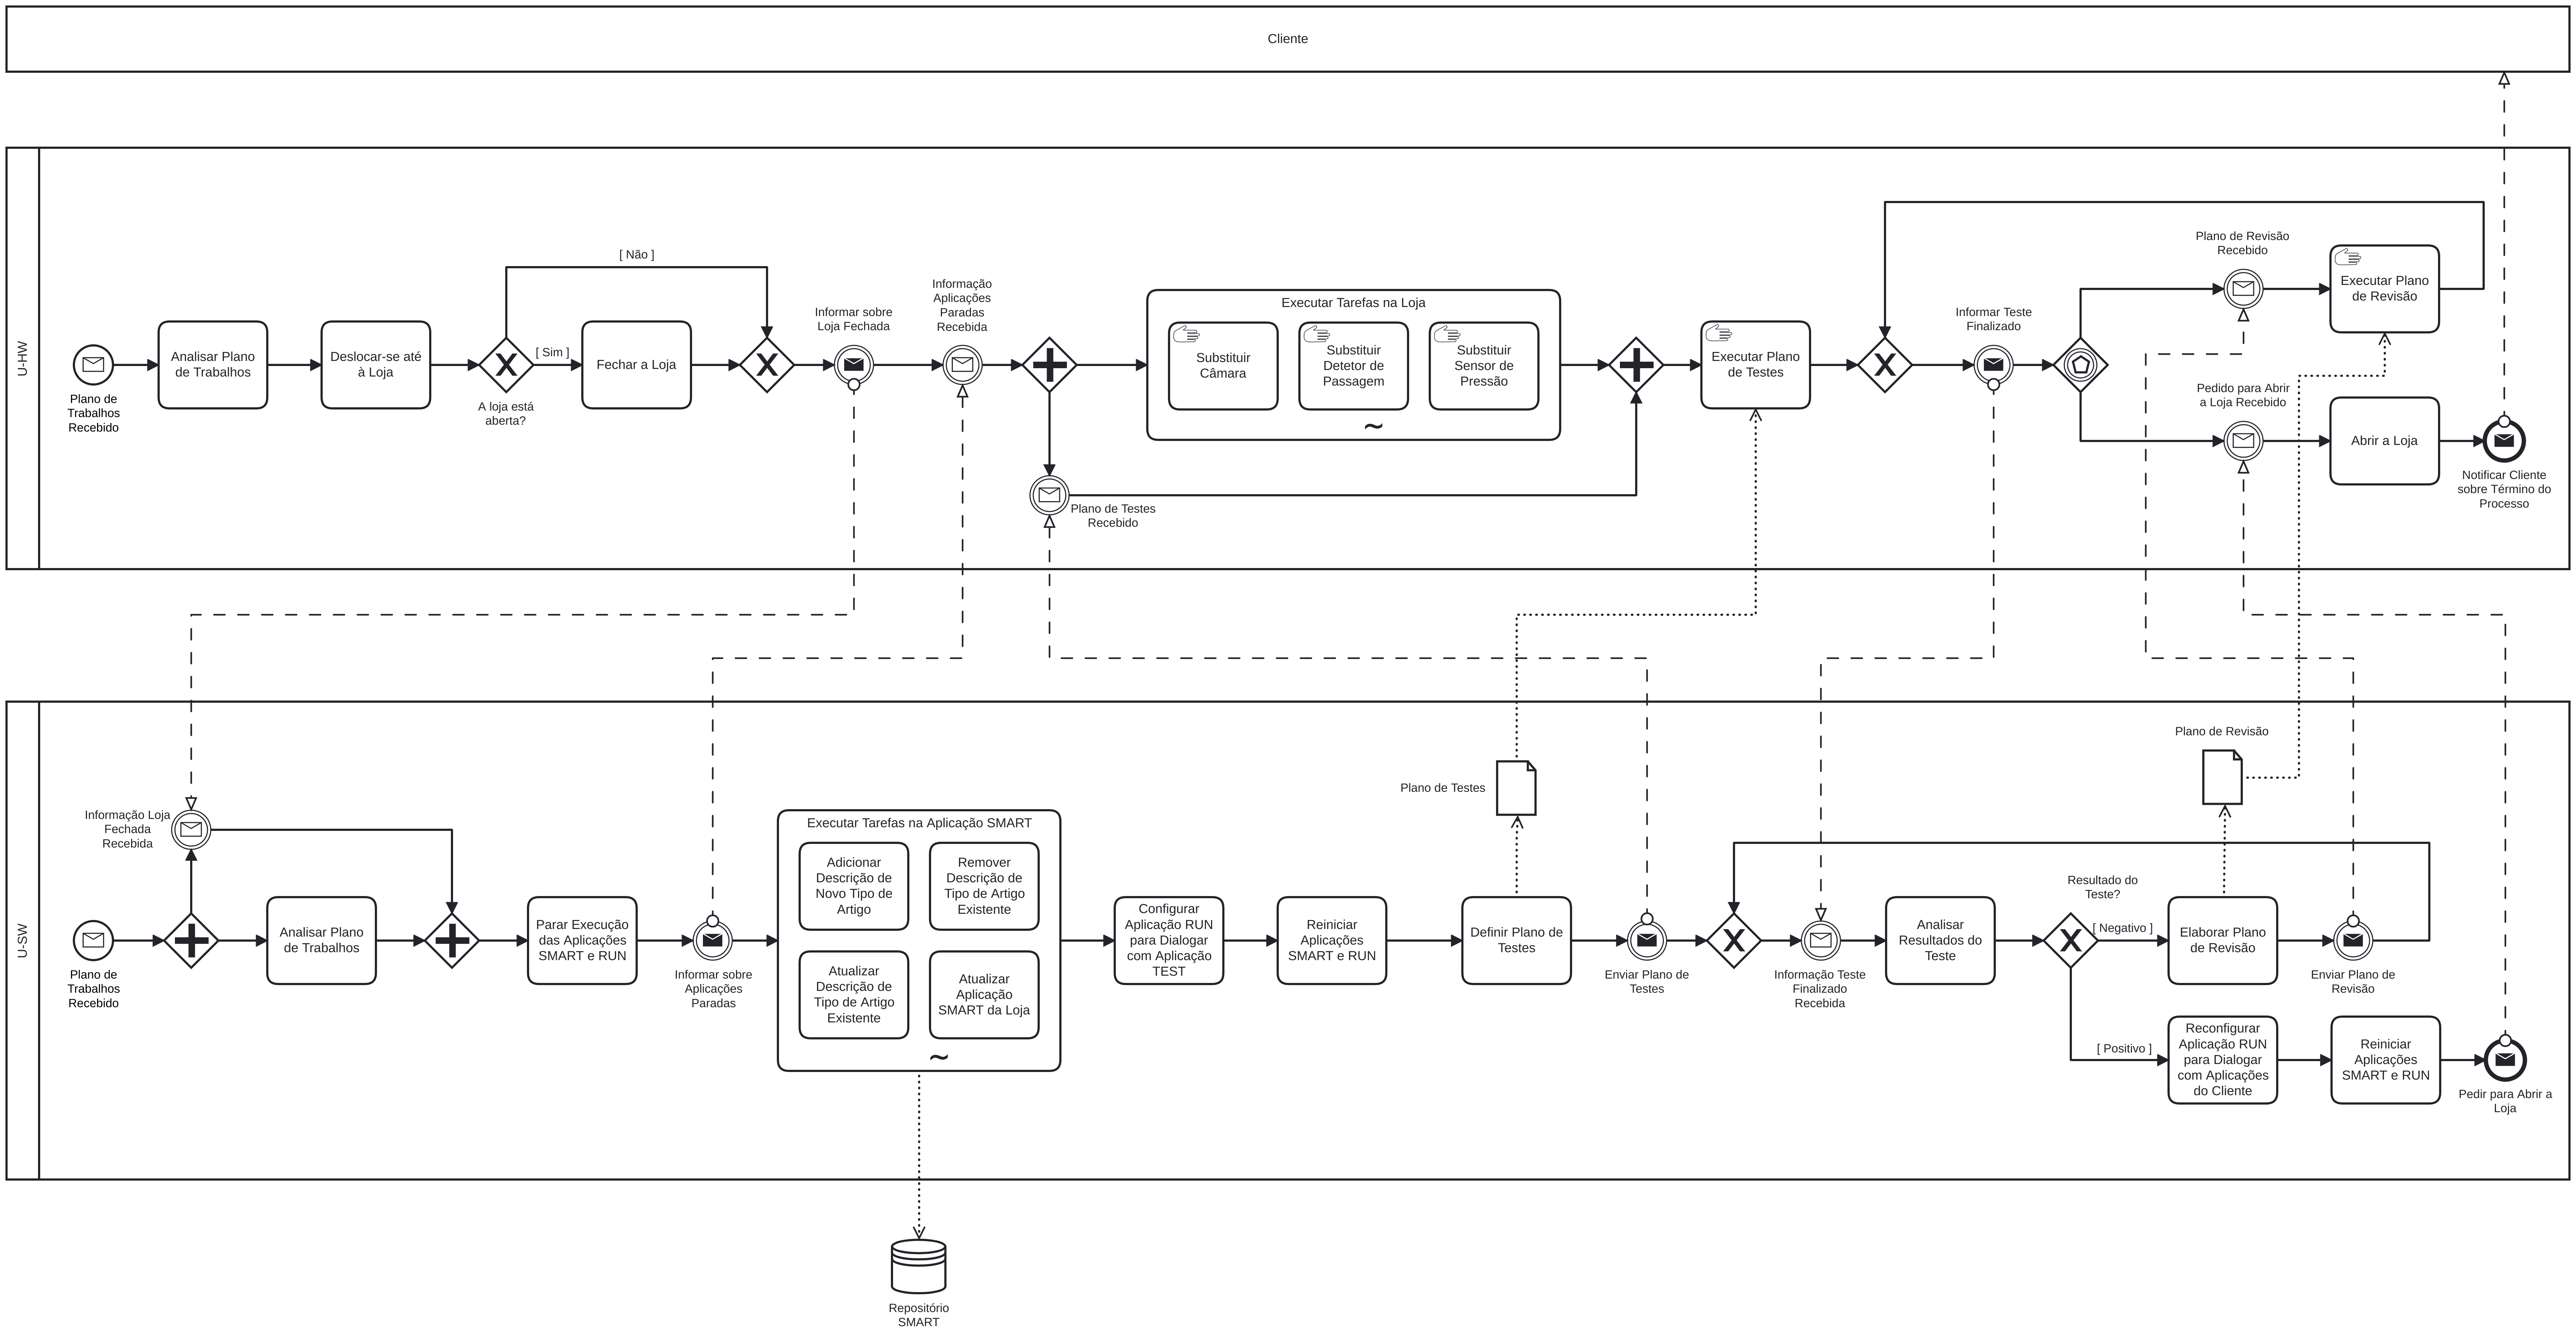 Cliente
U-HW
Plano de
Trabalhos
Recebido
Analisar Plano
de Trabalhos
Deslocar-se até
à Loja
A loja está
aberta?
[ Não ]
[ Sim ]
Fechar a Loja
Informar sobre
Loja Fechada
Informação
Aplicações
Paradas
Recebida
Plano de Testes
Recebido
Executar Tarefas na Loja
Substituir
Câmara
Substituir
Detetor de
Passagem
Substituir
Sensor de
Pressão
Executar Plano
de Testes
Informar Teste
Finalizado
Plano de Revisão
Recebido
Executar Plano
de Revisão
Pedido para Abrir
a Loja Recebido
Abrir a Loja
Notificar Cliente
sobre Término do
Processo
U-SW
Plano de
Trabalhos
Recebido
Informação Loja
Fechada
Recebida
Analisar Plano
de Trabalhos
Parar Execução
das Aplicações
SMART e RUN
Informar sobre
Aplicações
Paradas
Executar Tarefas na Aplicação SMART
Adicionar
Descrição de
Novo Tipo de
Artigo
Remover
Descrição de
Tipo de Artigo
Existente
Atualizar
Descrição de
Tipo de Artigo
Existente
Atualizar
Aplicação
SMART da Loja
Configurar
Aplicação RUN
para Dialogar
com Aplicação
TEST
Reiniciar
Aplicações
SMART e RUN
Definir Plano de
Testes
Plano de Testes
Enviar Plano de
Testes
Informação Teste
Finalizado
Recebida
Analisar
Resultados do
Teste
Resultado do
Teste?
[ Negativo ]
[ Positivo ]
Plano de Revisão
Elaborar Plano
de Revisão
Enviar Plano de
Revisão
Reconfigurar
Aplicação RUN
para Dialogar
com Aplicações
do Cliente
Reiniciar
Aplicações
SMART e RUN
Pedir para Abrir a
Loja
Repositório
SMART